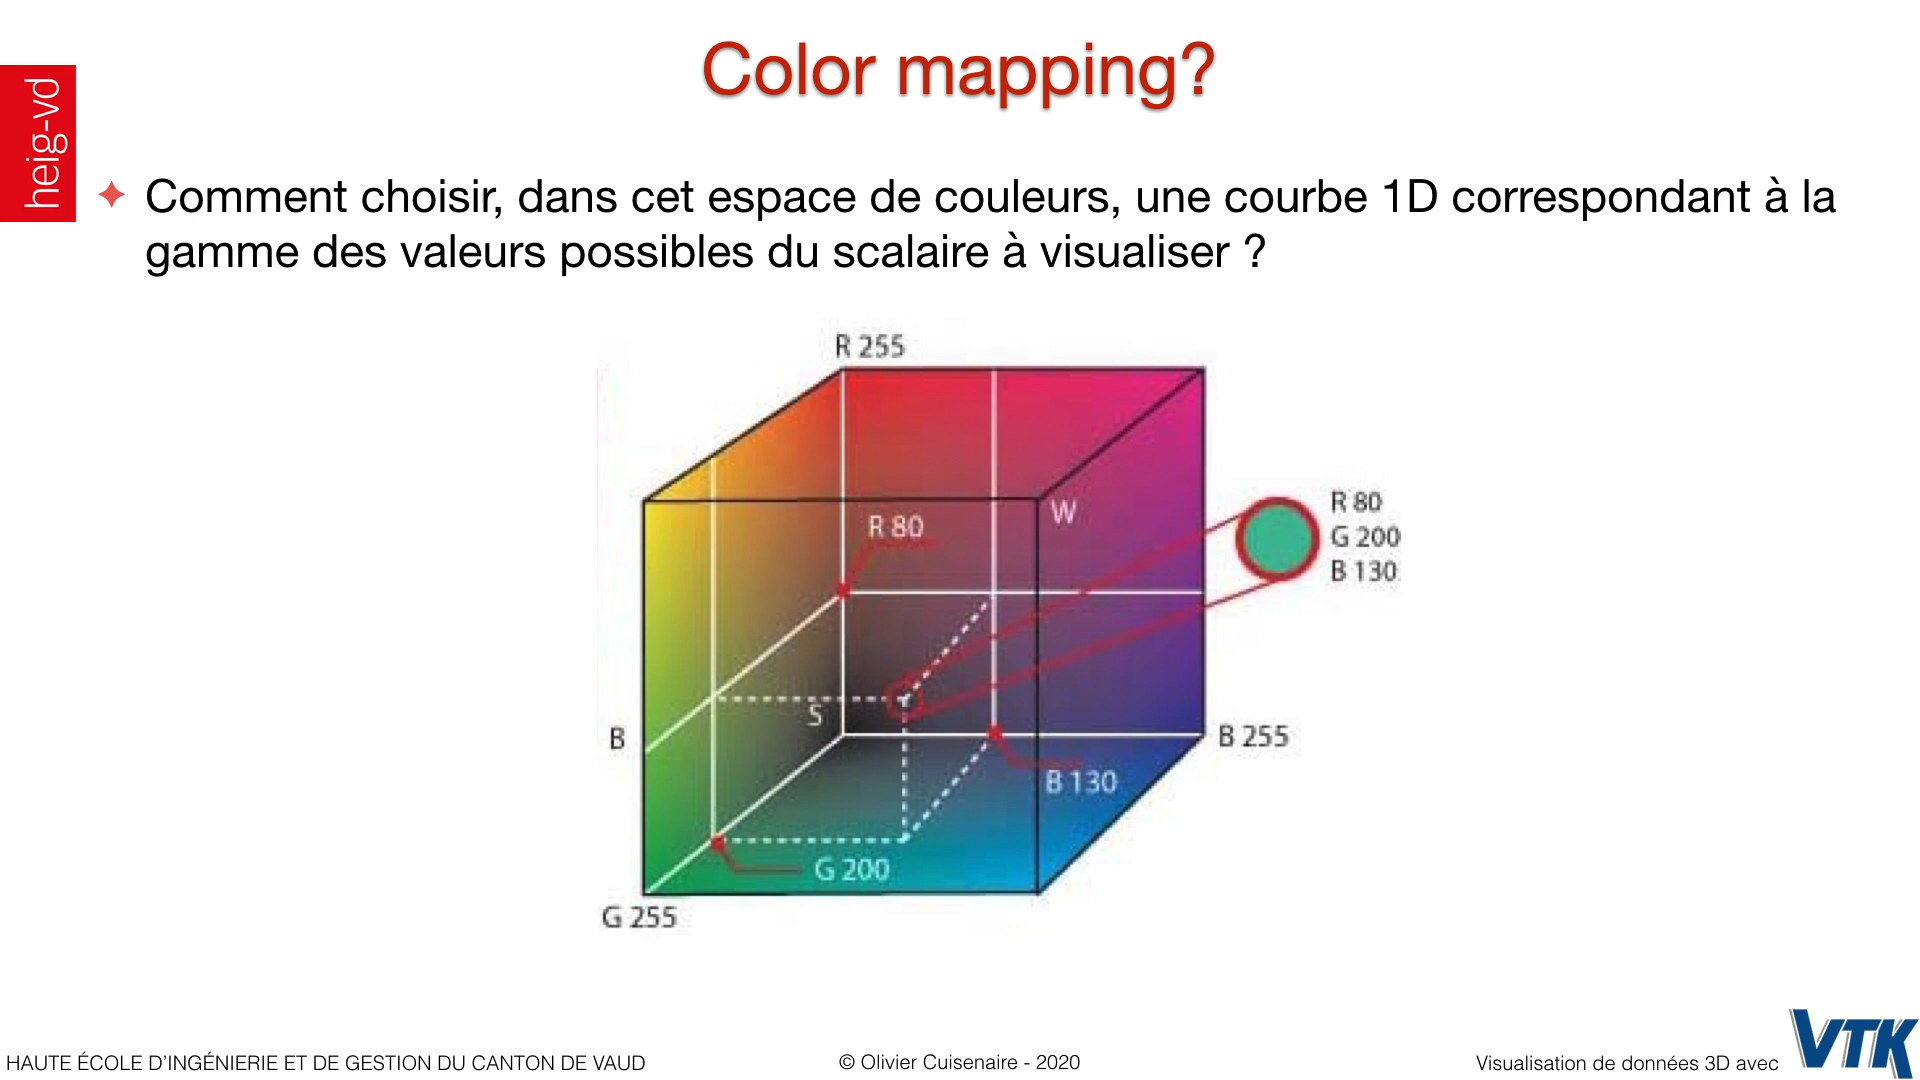 Color mapping?
heig-vd
Comment choisir, dans cet espace de couleurs, une courbe 1D correspondant à la
gamme des valeurs possibles du scalaire à visualiser ?
R 255
W
R 80
R 80
G 200
B 130
S
B
B 255
B 130
G 200
G 255
HAUTE ÉCOLE D’INGÉNIERIE ET DE GESTION DU CANTON DE VAUD
© Olivier Cuisenaire - 2020
Visualisation de données 3D avec
VTK